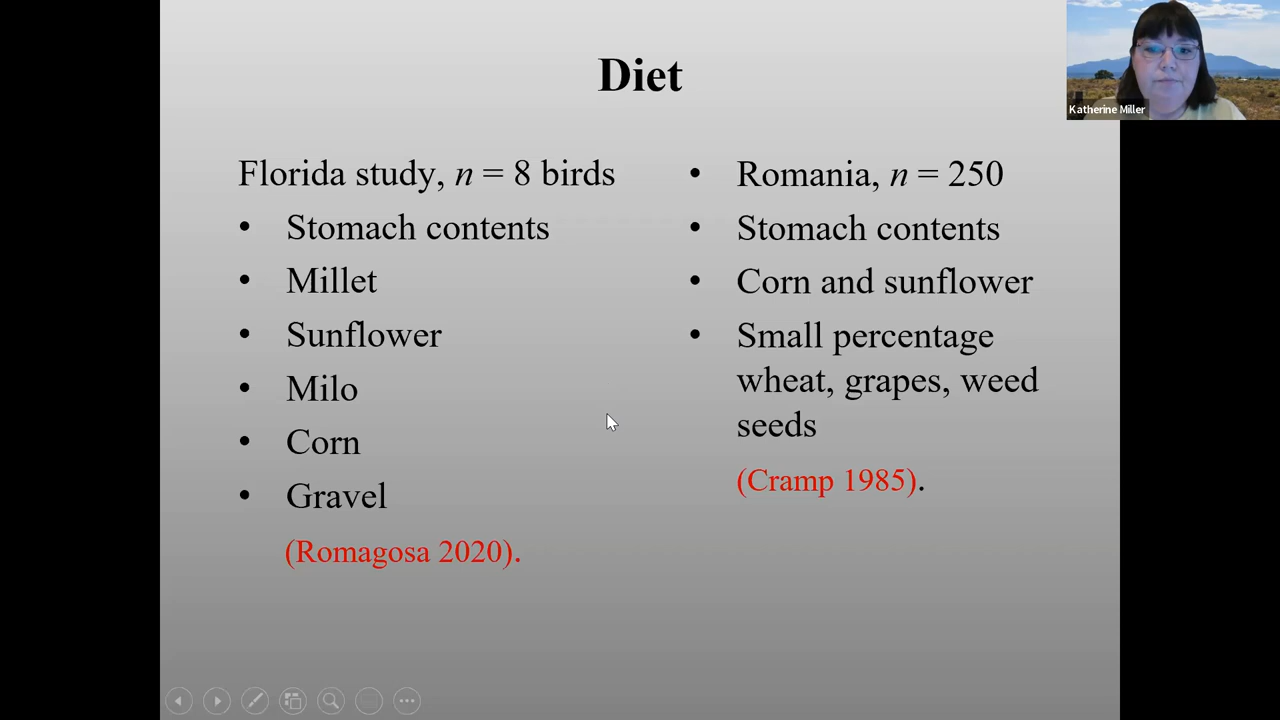 Diet
Florida study, n = 8 birds
• Stomach contents
• Millet
• Sunflower
• Milo
• Corn
• Gravel
(Romagosa 2020).
• Romania, n = 250
• Stomach contents
• Corn and sunflower
• Small percentage
wheat, grapes, weed
seeds
(Cramp 1985).
Katherine Miller